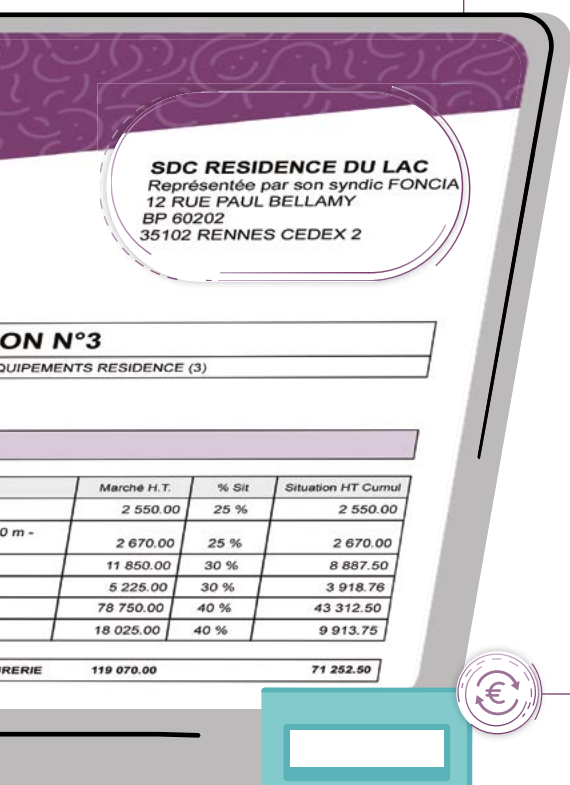 SDC RESIDENCE DU LAC
Représentée par son syndic FONCIA
12 RUE PAUL BELLAMY
BP 60202
35102 RENNES CEDEX 2
ON N°3
QUIPEMENTS RESIDENCE (3)
Marché H.T. % Sit Situation HT Cumul
2 550.00 25 % 2 550.00
0 m -
2 670.00 25 % 2 670.00
11 850.00 30 % 8 887.50
5 225.00 30 % 3 918.76
78 750.00 40 % 43 312.50
18 025.00 40 % 9 913.75
RERIE 119 070.00 71 252.50
€